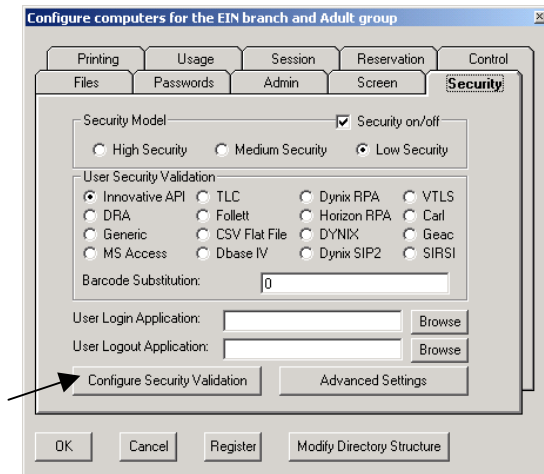 Configure computers for the EIN branch and Adult group
Printing Usage Session Reservation Control
Files Passwords Admin Screen Security
Security Model Security on/off
High Security Medium Security Low Security
User Security Validation
Innovative API TLC Dynix RPA VTLS
DRA Follett Horizon RPA Carl
Generic CSV Flat File DYNIX Geac
MS Access Dbase IV Dynix SIP2 SIRSI
Barcode Substitution: 0
User Login Application: Browse
User Logout Application: Browse
Configure Security Validation Advanced Settings
OK Cancel Register Modify Directory Structure